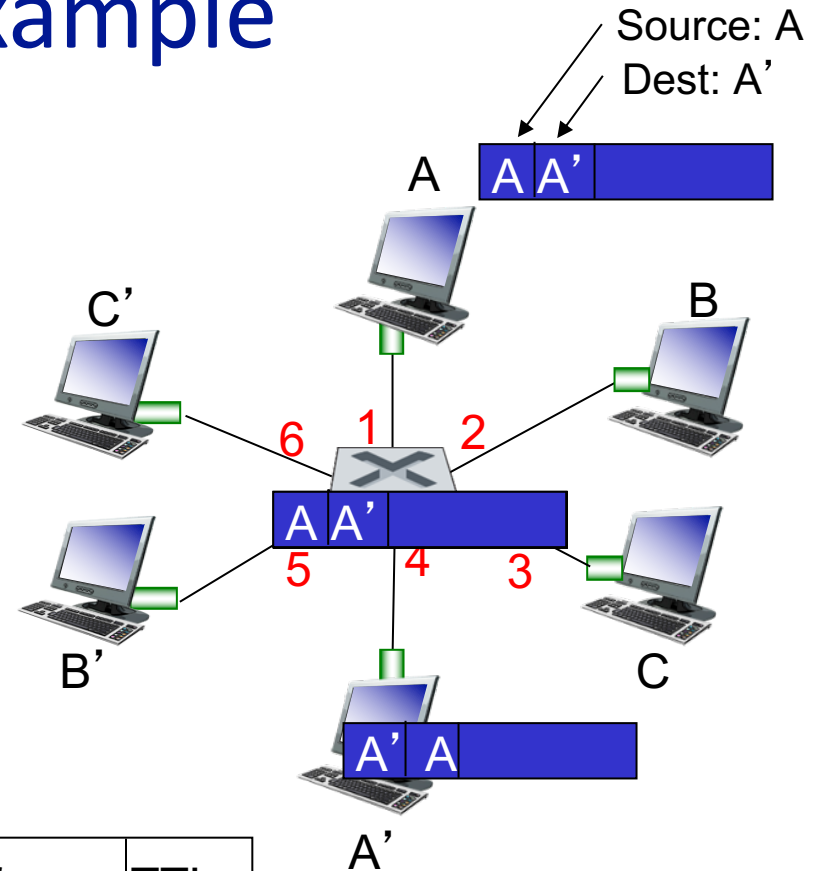 xample
Source: A
Dest: A’
A
A A’
C’
B
6 1 2
A A’
5 4 3
B’
C
A’ A
A’